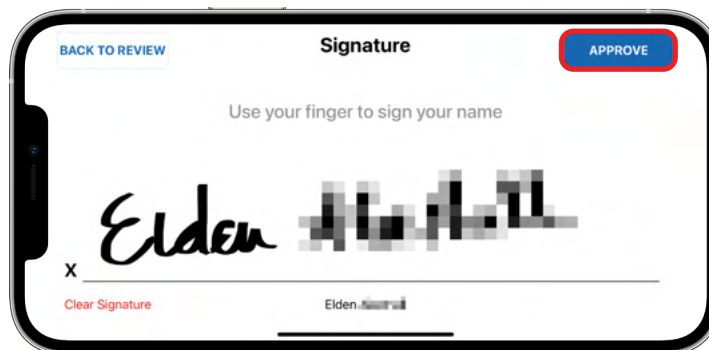 BACK TO REVIEW Signature APPROVE
Use your finger to sign your name
Elden
X
Clear Signature Elden